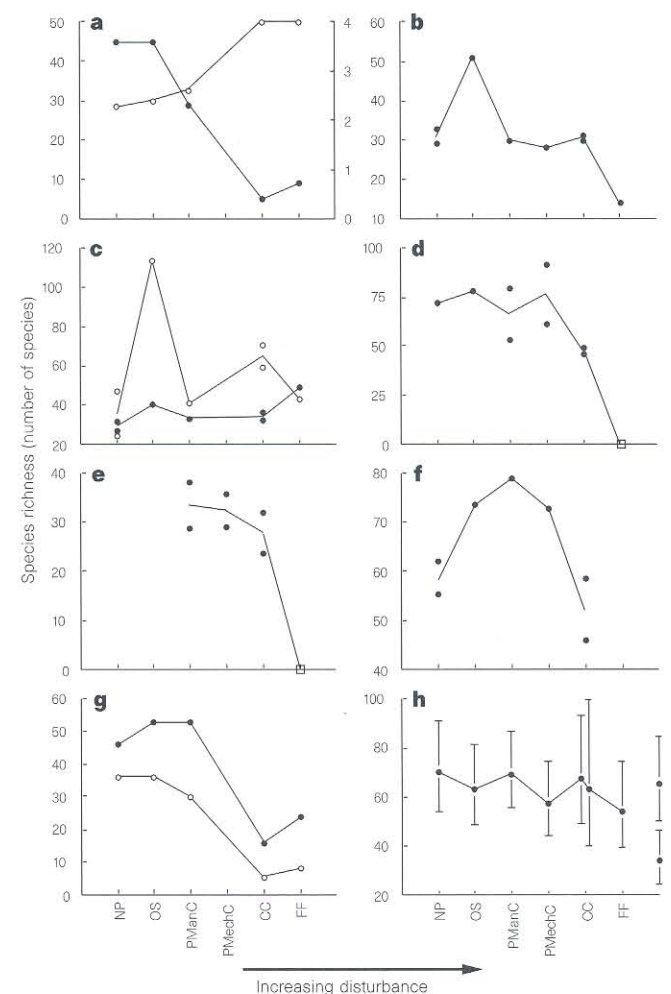 a
50
40
30
20
10
0
4
3
2
1
0
b
60
50
40
30
20
10
c
120
100
80
60
40
20
d
100
75
50
25
0
e
40
30
20
10
0
f
80
70
60
50
40
g
60
50
40
30
20
10
0
h
100
80
60
40
20
Species richness (number of species)
NP
OS
PManC
PMechC
CC
FF
NP
OS
PManC
PMechC
CC
FF
Increasing disturbance